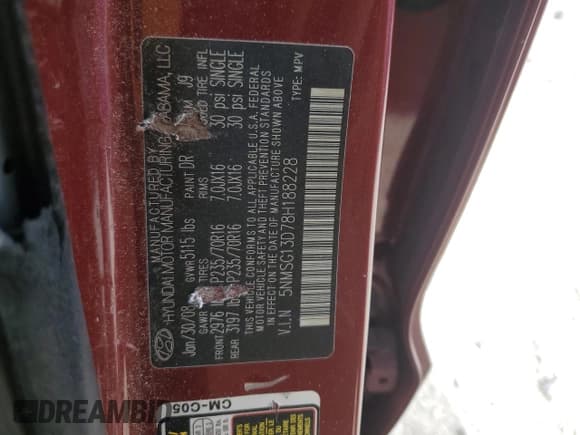 MANUFACTURED BY
HYUNDAI MOTOR MANUFACTURING ABAMA, LLC
Jun/30/08 GVWR 5115 lbs PAINT DR J9
GAWR TIRES RIMS COLD TIRE INFL
FRONT 2976 P235/70R16 7.0JX16 30 psi SINGLE
REAR 3197 lb P235/70R16 7.0JX16 30 psi SINGLE
THIS VEHICLE CONFORMS TO ALL APPLICABLE U.S.A. FEDERAL
MOTOR VEHICLE SAFETY AND THEFT PREVENTION STANDARDS
IN EFFECT ON THE DATE OF MANUFACTURE SHOWN ABOVE
V.I.N 5NMSG13D78H188228 TYPE: MPV
CM-C05
DREAMBID